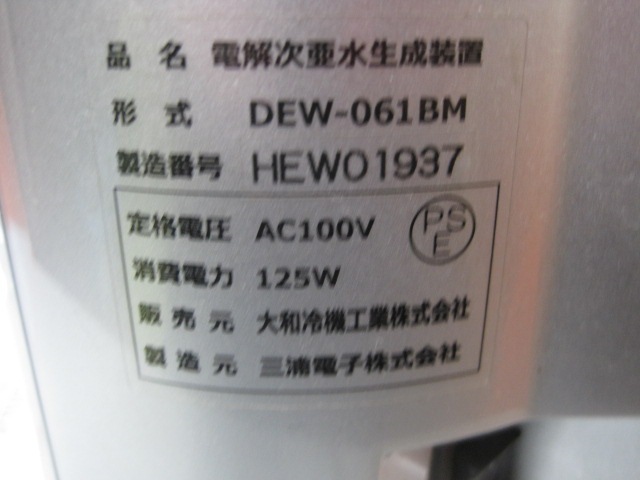 品名 電解次亜水生成装置
形式 DEW-061BM
製造番号 HEW01937
定格電圧 AC100V PSE
消費電力 125W
販売元 大和冷機工業株式会社
製造元 三浦電子株式会社